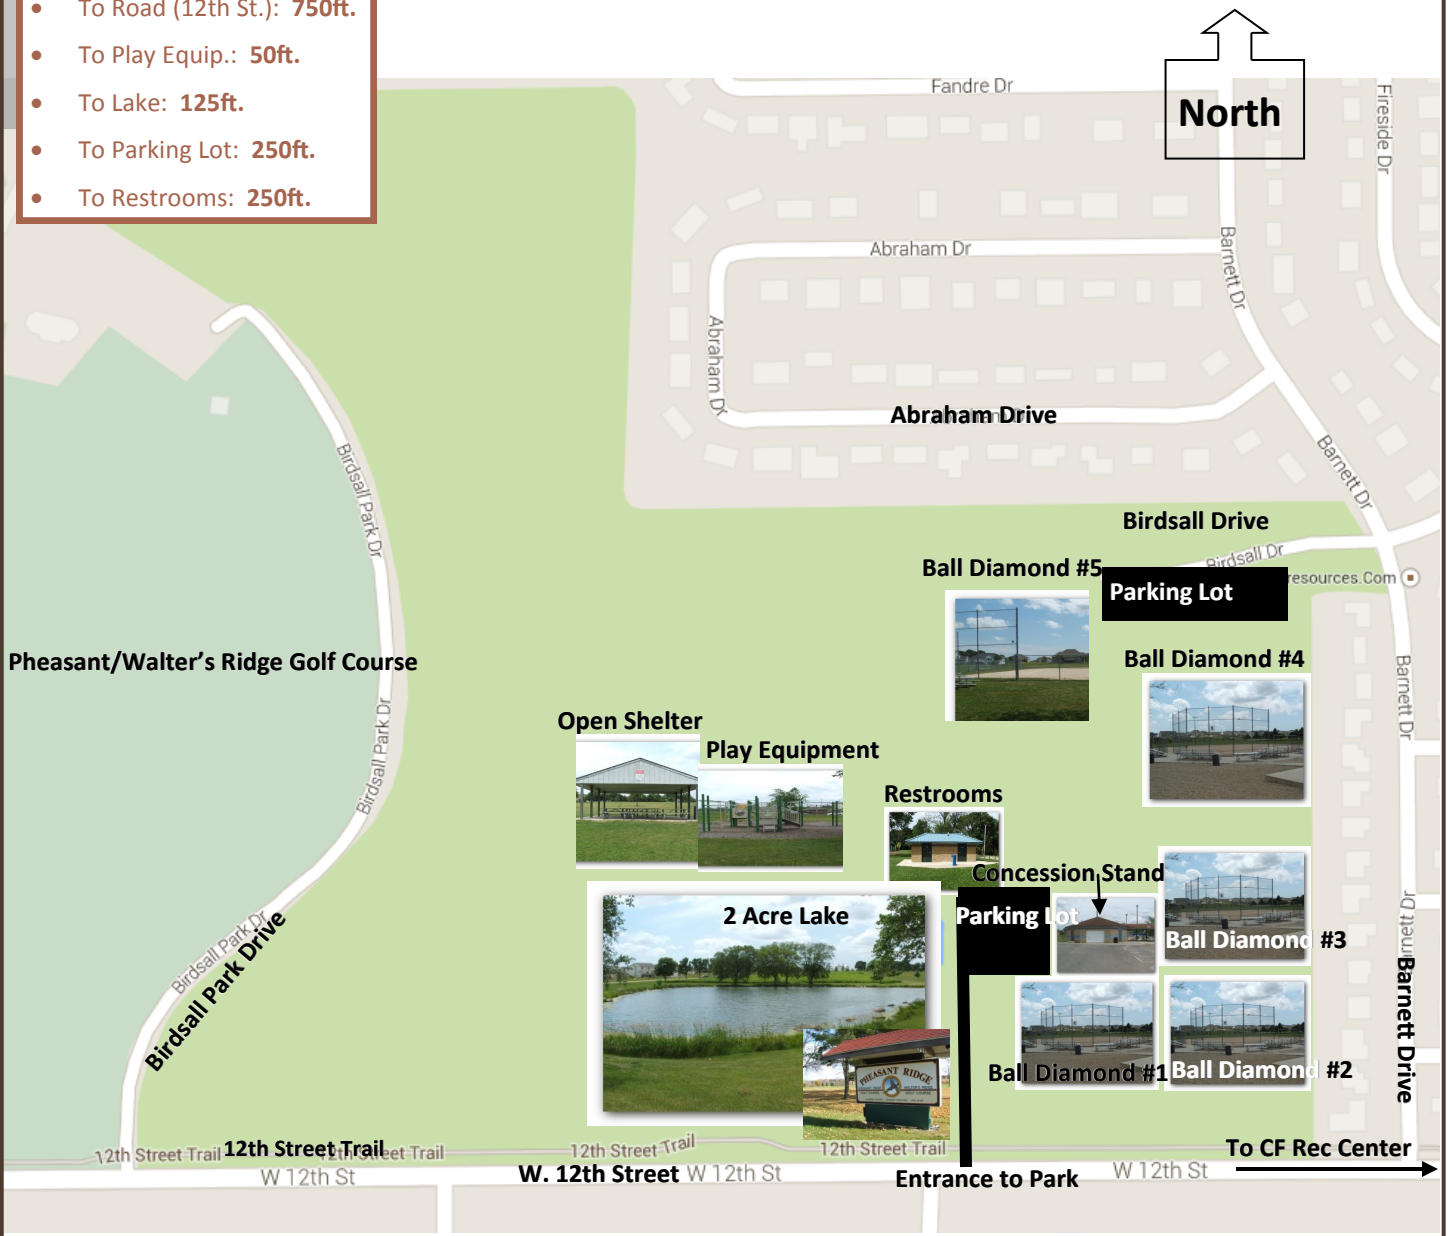 • To Road (12th St.): 750ft.
• To Play Equip.: 50ft.
• To Lake: 125ft.
• To Parking Lot: 250ft.
• To Restrooms: 250ft.
North
Fandre Dr
Fireside Dr
Abraham Dr
Barnett Dr
Abraham Dr
Abraham Drive
Barnett Dr
Birdsall Park Dr
Birdsall Drive
Birdsall Dr
resources.Com
Ball Diamond #5
Parking Lot
Pheasant/Walter's Ridge Golf Course
Ball Diamond #4
Barnett Dr
Birdsall Park Dr
Open Shelter
Play Equipment
Restrooms
Concession Stand
2 Acre Lake
Parking Lot
Ball Diamond #3
Barnett Dr
Birdsall Park Dr
Birdsall Park Drive
Barnett Drive
PHEASANT RIDGE
Ball Diamond #1
Ball Diamond #2
12th Street Trail
12th Street Trail
12th Street Trail
12th Street Trail
12th Street Trail
To CF Rec Center
W 12th St
W. 12th Street
W 12th St
Entrance to Park
W 12th St